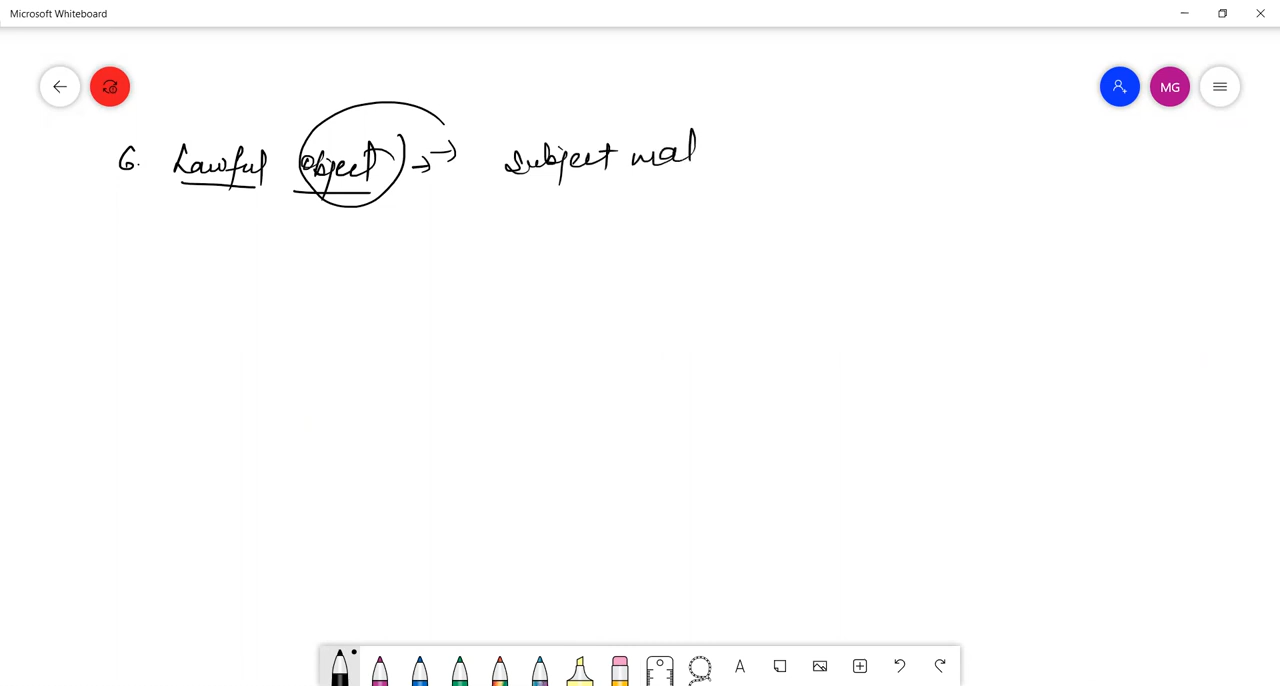 Microsoft Whiteboard
MG
6. Lawful object → → Subject mat
A